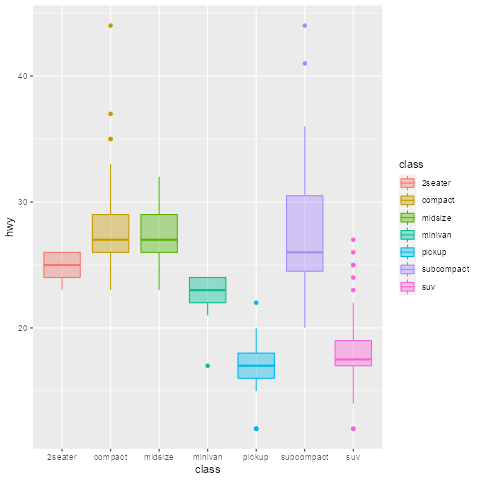 40
30
20
hwy
2seater compact midsize minivan pickup subcompact suv
class
class
2seater
compact
midsize
minivan
pickup
subcompact
suv